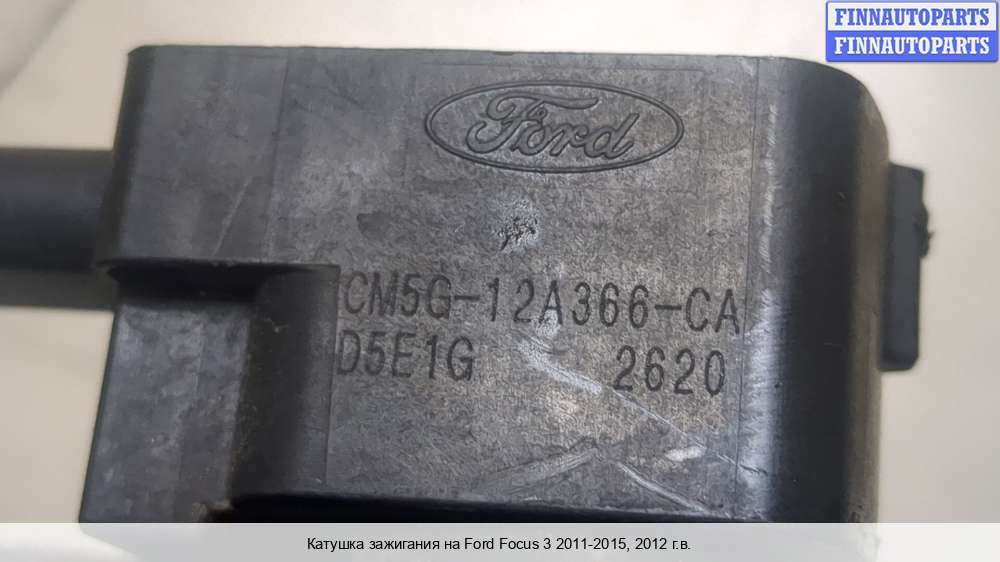 FINNAUTOPARTS
FINNAUTOPARTS
Ford
CM5G-12A366-CA
D5E1G 2620
Катушка зажигания на Ford Focus 3 2011-2015, 2012 г.в.